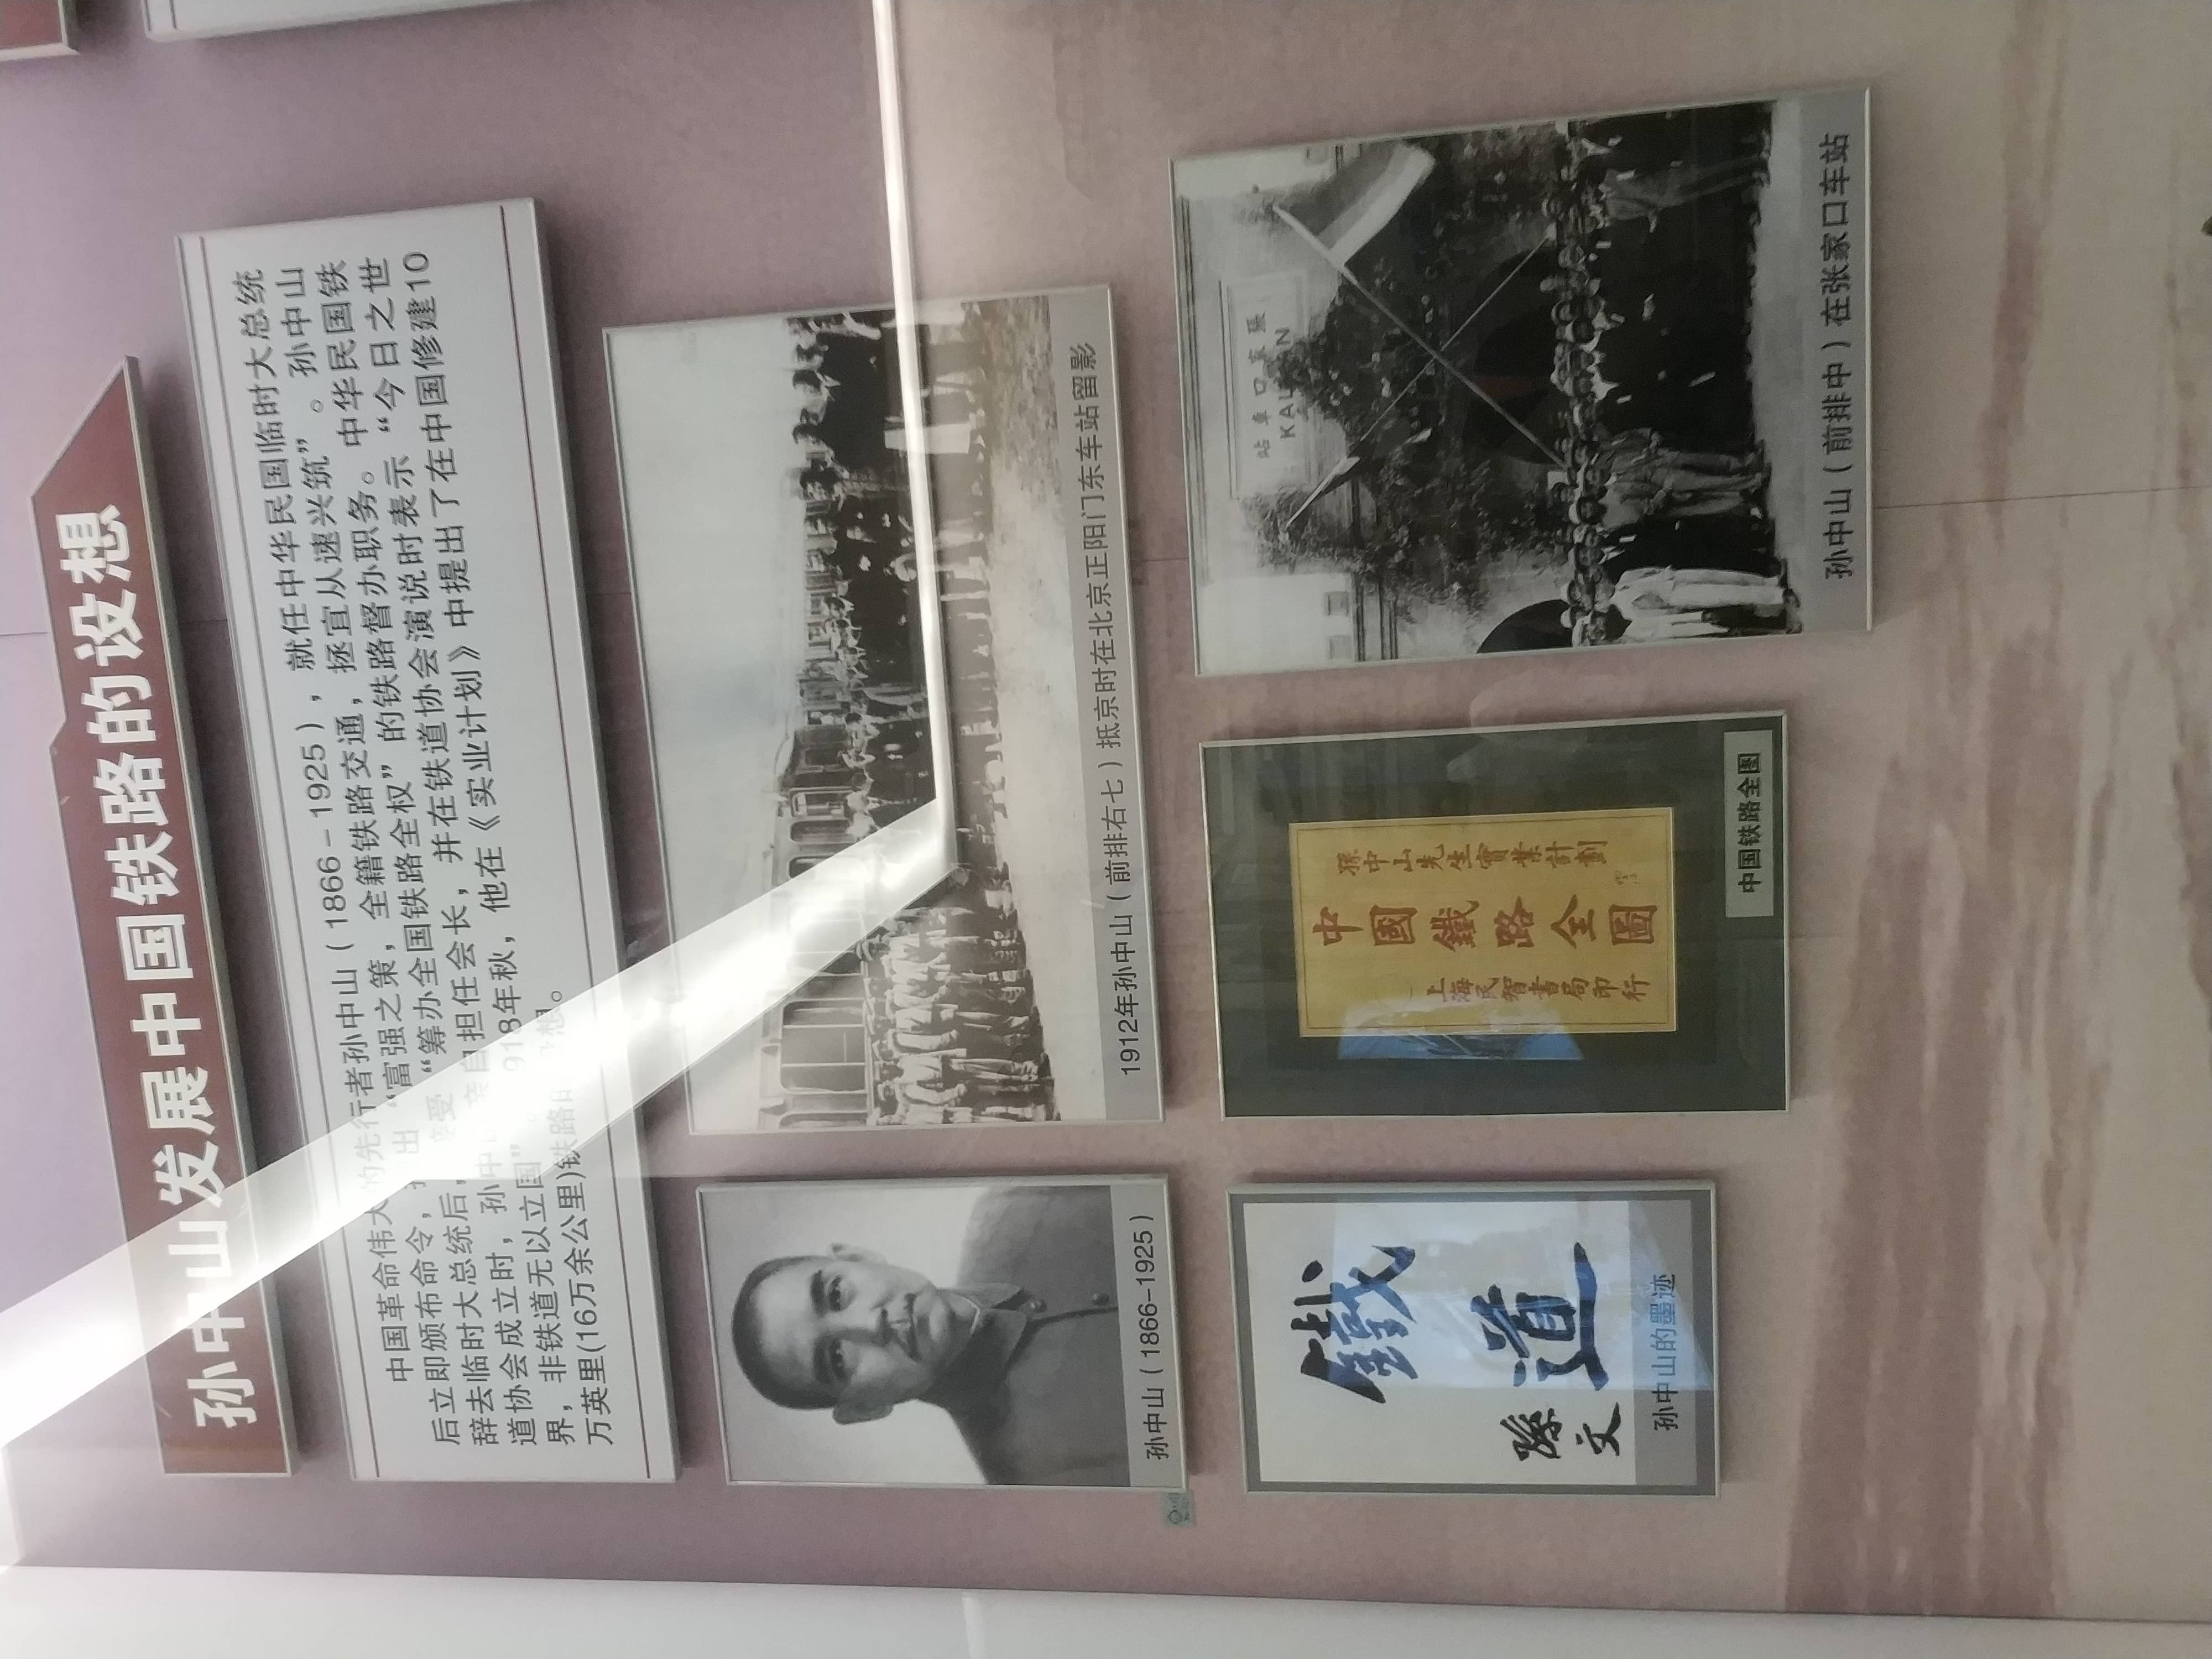 孙中山发展中国铁路的设想
中国革命伟大的先行者孙中山（1866－1925），就任中华民国临时大总统
后立即颁布命令，提出“富强之策，全籍铁路交通，拯宜从速兴筑”。孙中山
辞去临时大总统后，接受“筹办全国铁路全权”的铁路督办职务。中华民国铁
道协会成立时，孙中山亲自担任会长，并在铁道协会演说时表示“今日之世
界，非铁道无以立国”。1918年秋，他在《实业计划》中提出了在中国修建10
万英里(16万余公里)铁路的设想。
孙中山（1866-1925）
1912年孙中山（前排右七）抵京时在北京正阳门东车站留影
鐵道
孫文
孙中山的墨迹
孫中山先生實業計劃
中國鐵路全圖
上海民智書局印行
中国铁路全图
站車口家張
KALGAN
孙中山（前排中）在张家口车站